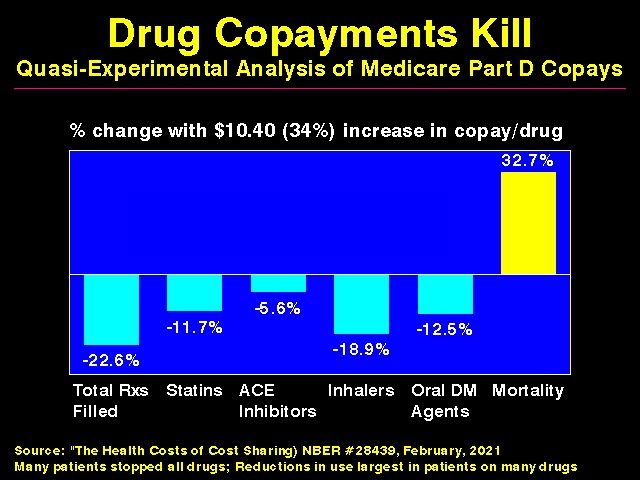 Drug Copayments Kill
Quasi-Experimental Analysis of Medicare Part D Copays
% change with $10.40 (34%) increase in copay/drug
32.7%
-5.6%
-11.7%
-12.5%
-18.9%
-22.6%
Total Rxs Filled
Statins
ACE Inhibitors
Inhalers
Oral DM Agents
Mortality
Source: "The Health Costs of Cost Sharing) NBER #28439, February, 2021
Many patients stopped all drugs; Reductions in use largest in patients on many drugs